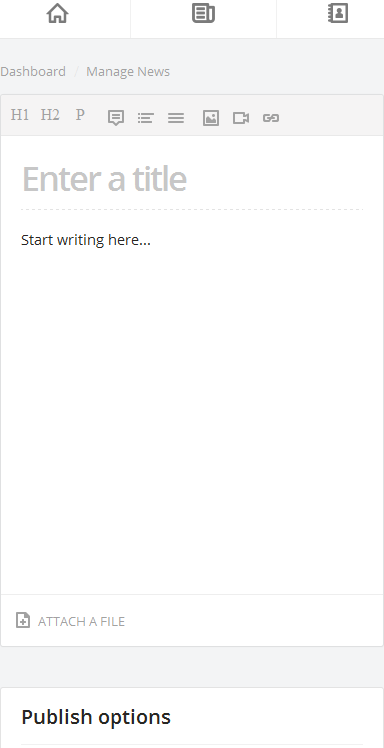 Dashboard / Manage News
H1 H2 P
Enter a title
Start writing here...
ATTACH A FILE
Publish options